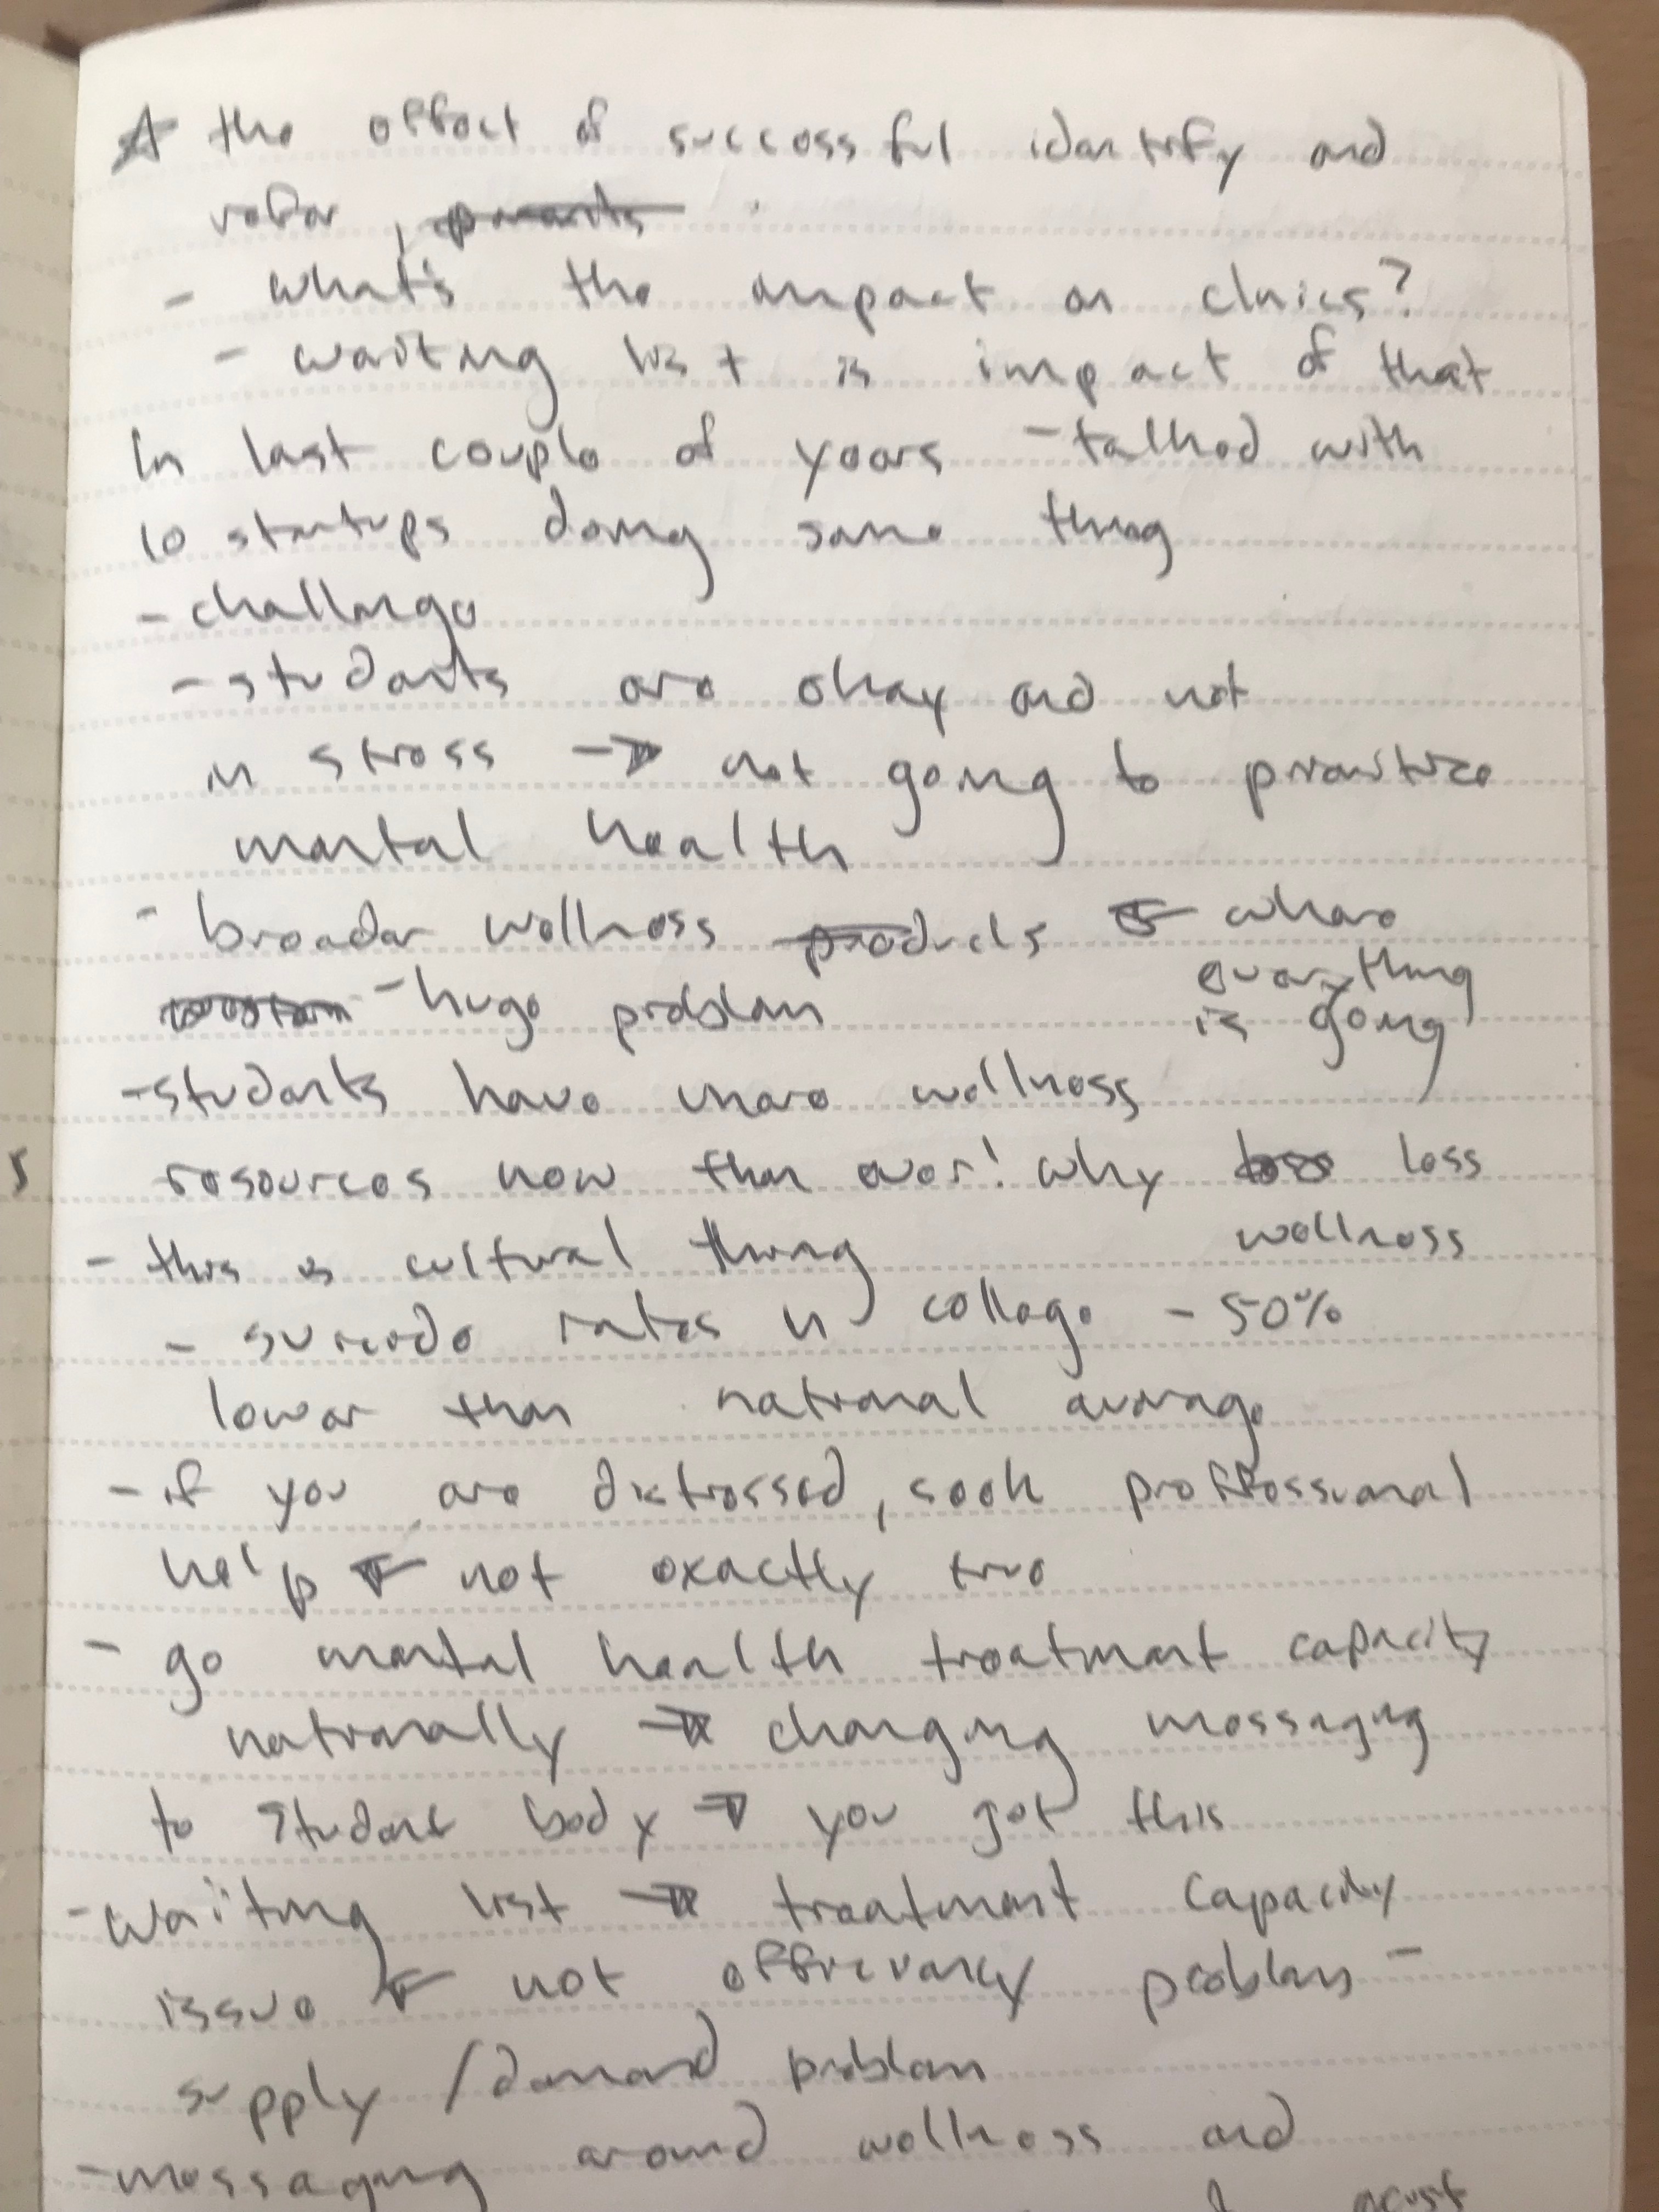 ☆ the effect of successful identify and
refer,
- what's the impact on clinics?
- waiting list is impact of that
In last couple of years - talked with
10 startups doing same thing
- challenge
- students are okay and not
in stress → not going to prioritize
mental health
- broader wellness products ← where
everything
- huge problem
is going
- students have more wellness
resources now than ever! why less
wellness
- this is cultural thing
- suicide rates in college - 50%
lower than national average
- if you are distressed, seek proffessional
help ← not exactly true
- go mental health treatment capacity
nationally → changing messaging
to student body → you got this
- waiting list → treatment capacity
issue ← not efficiency problem -
supply / demand problem
- messaging around wellness and